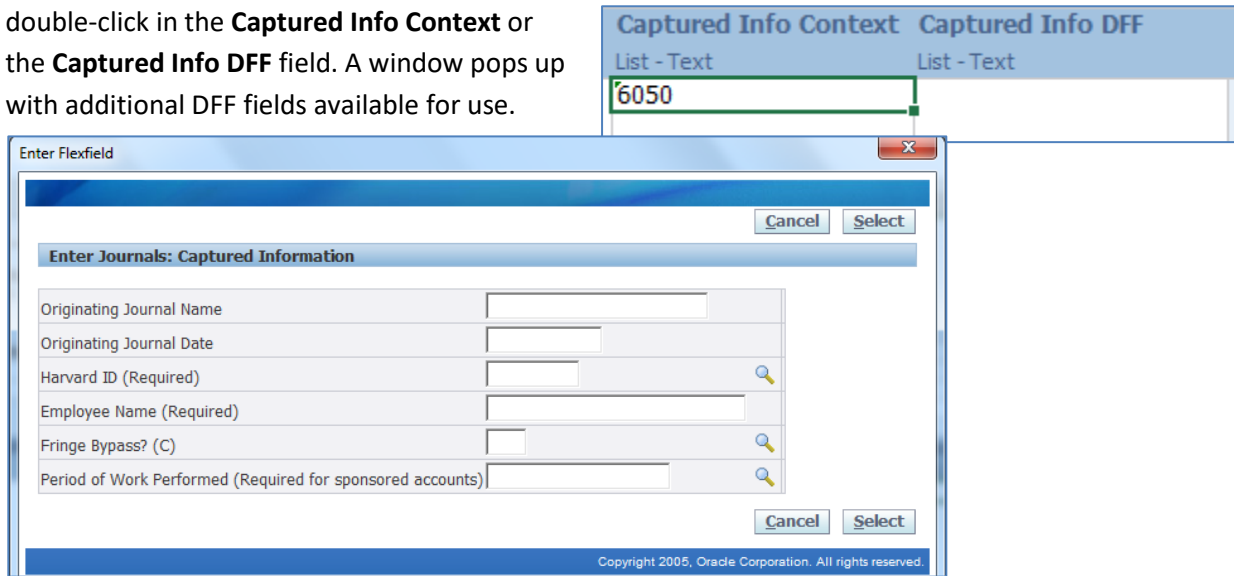 double-click in the Captured Info Context or
the Captured Info DFF field. A window pops up
with additional DFF fields available for use.
Captured Info Context Captured Info DFF
List - Text List - Text
6050
Enter Flexfield
x
Cancel Select
Enter Journals: Captured Information
Originating Journal Name
Originating Journal Date
Harvard ID (Required)
Employee Name (Required)
Fringe Bypass? (C)
Period of Work Performed (Required for sponsored accounts)
Cancel Select
Copyright 2005, Oracle Corporation. All rights reserved.